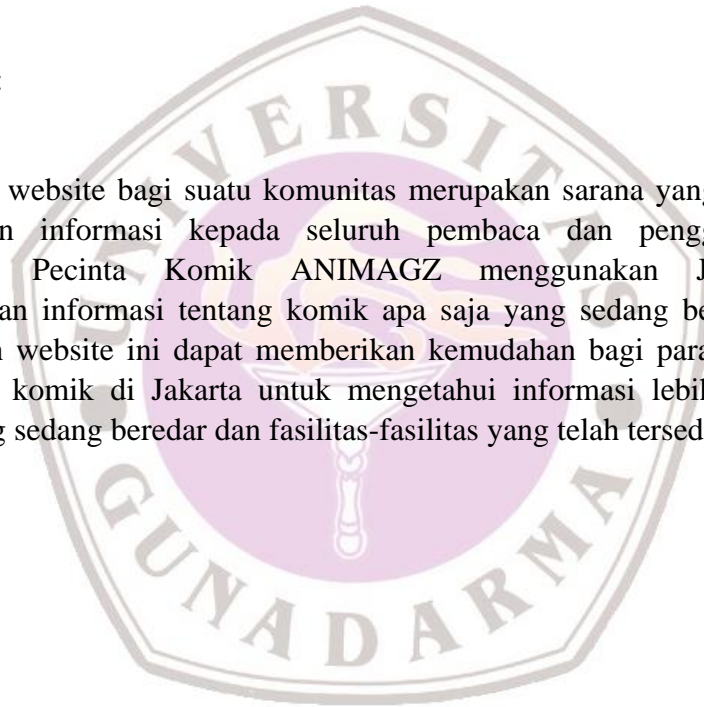 :
website bagi suatu komunitas merupakan sarana yang
n informasi kepada seluruh pembaca dan pengg
Pecinta Komik ANIMAGZ menggunakan J
an informasi tentang komik apa saja yang sedang be
n website ini dapat memberikan kemudahan bagi para
komik di Jakarta untuk mengetahui informasi lebil
g sedang beredar dan fasilitas-fasilitas yang telah tersed
UNIVERSITAS
GUNADARMA